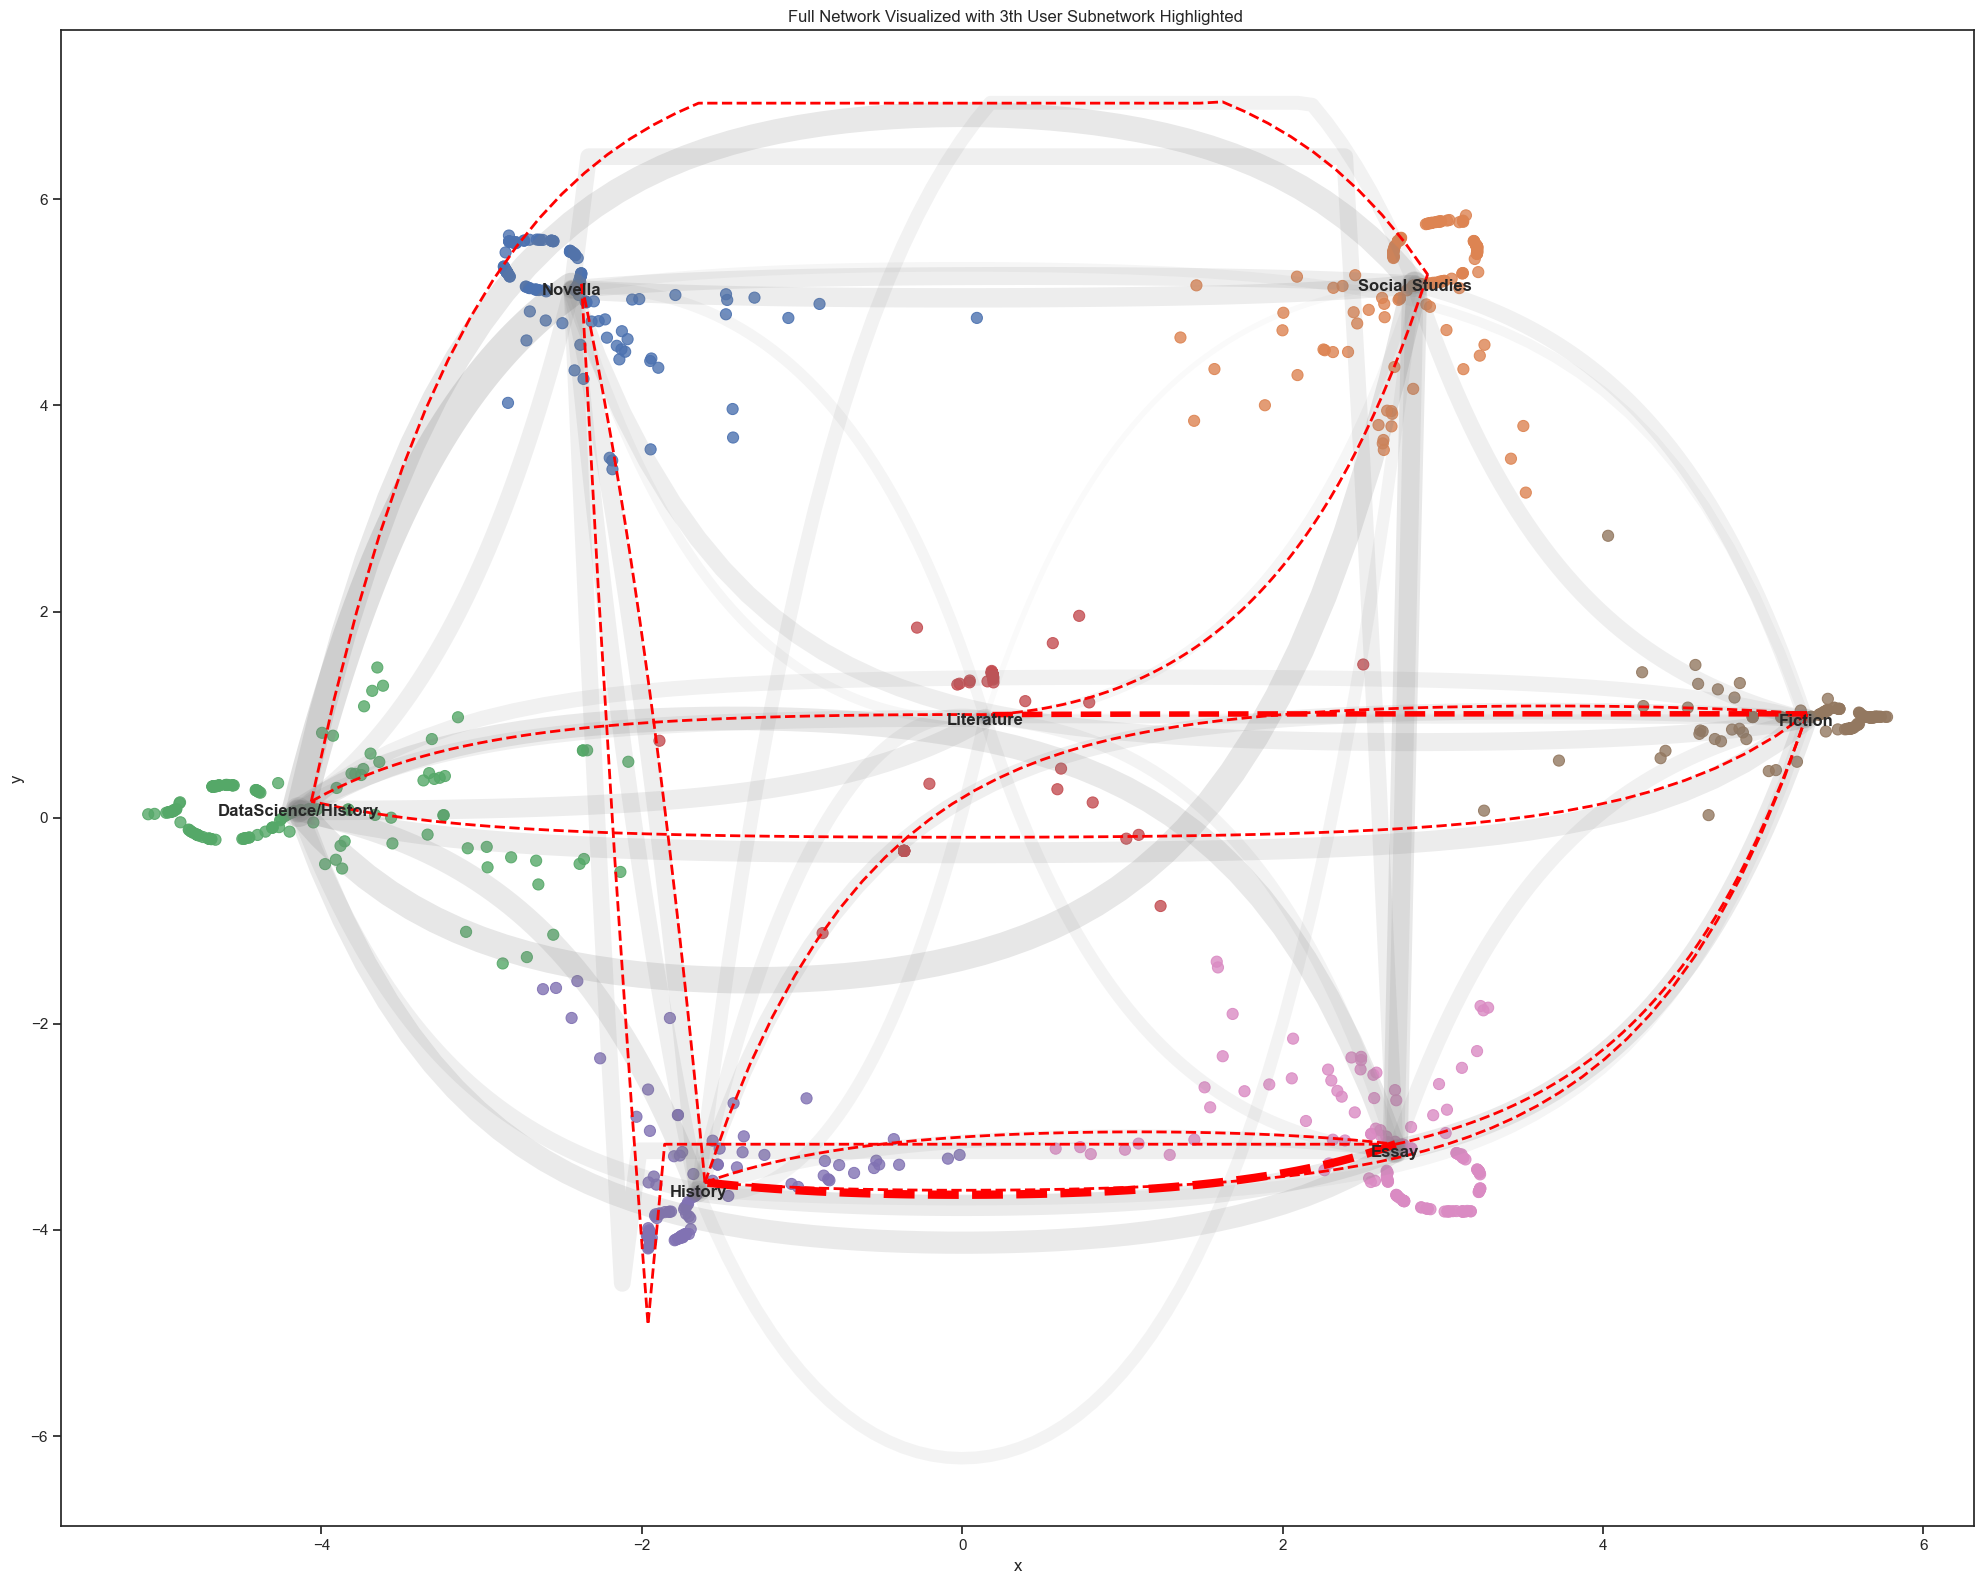 Full Network Visualized with 3th User Subnetwork Highlighted
6
4
2
0
−2
−4
−6
y
Novella
Social Studies
Literature
Fiction
DataScience/History
Essay
History
−4
−2
0
2
4
6
x